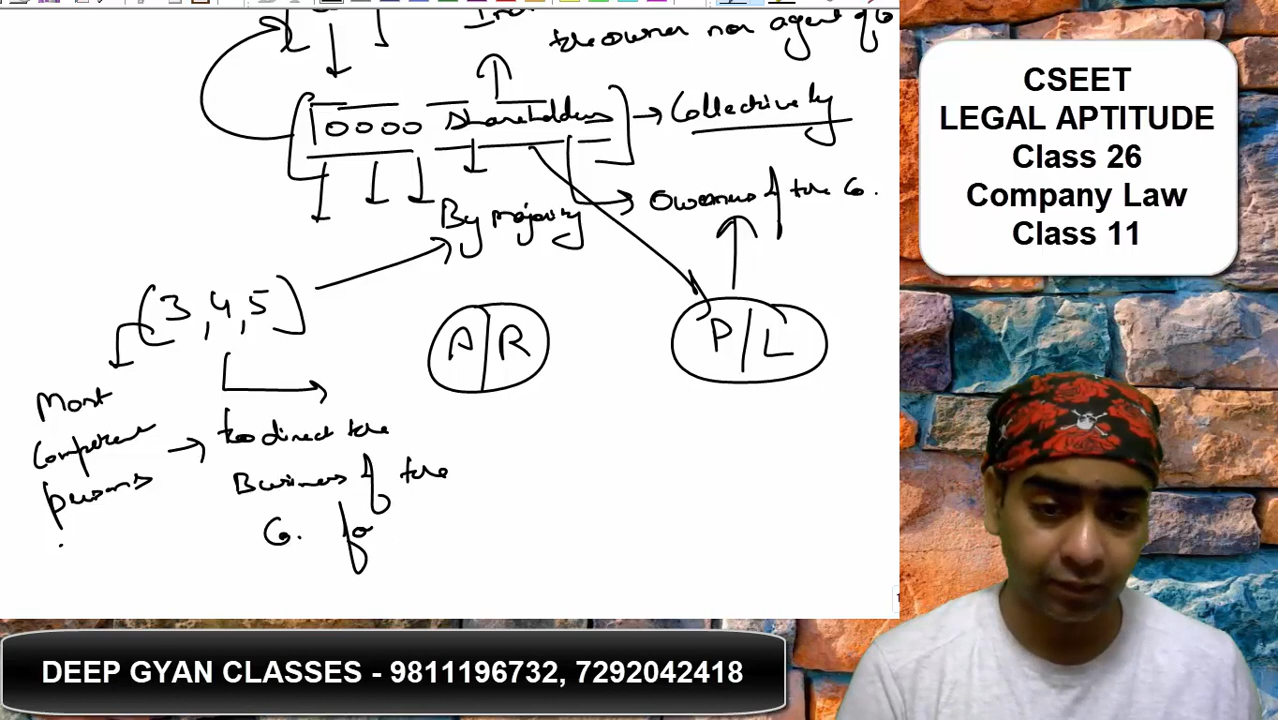 the owner nor agent of
0000 Shareholders → Collectively
Owners of the Co.
By majority
(3, 4, 5)
A/R
P/L
Most
Competent
persons
to direct the
Business of the
Co. fo
CSEET
LEGAL APTITUDE
Class 26
Company Law
Class 11
DEEP GYAN CLASSES - 9811196732, 7292042418